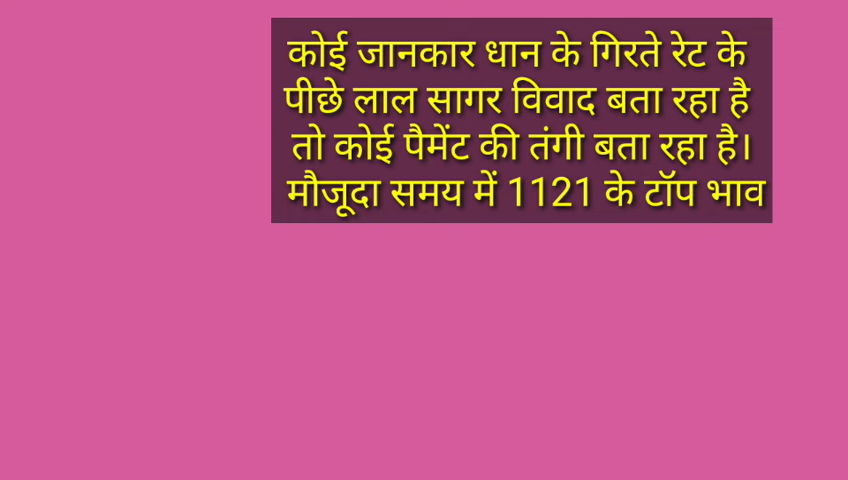 कोई जानकार धान के गिरते रेट के
पीछे लाल सागर विवाद बता रहा है
तो कोई पैमेंट की तंगी बता रहा है।
मौजूदा समय में 1121 के टॉप भाव